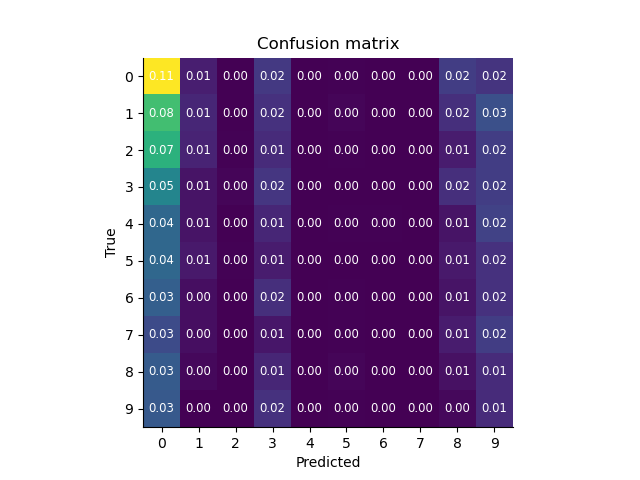 Confusion matrix
True
0 0.11 0.01 0.00 0.02 0.00 0.00 0.00 0.00 0.02 0.02
1 0.08 0.01 0.00 0.02 0.00 0.00 0.00 0.00 0.02 0.03
2 0.07 0.01 0.00 0.01 0.00 0.00 0.00 0.00 0.01 0.02
3 0.05 0.01 0.00 0.02 0.00 0.00 0.00 0.00 0.02 0.02
4 0.04 0.01 0.00 0.01 0.00 0.00 0.00 0.00 0.01 0.02
5 0.04 0.01 0.00 0.01 0.00 0.00 0.00 0.00 0.01 0.02
6 0.03 0.00 0.00 0.02 0.00 0.00 0.00 0.00 0.01 0.02
7 0.03 0.00 0.00 0.01 0.00 0.00 0.00 0.00 0.01 0.02
8 0.03 0.00 0.00 0.01 0.00 0.00 0.00 0.00 0.01 0.01
9 0.03 0.00 0.00 0.02 0.00 0.00 0.00 0.00 0.00 0.01
0 1 2 3 4 5 6 7 8 9
Predicted